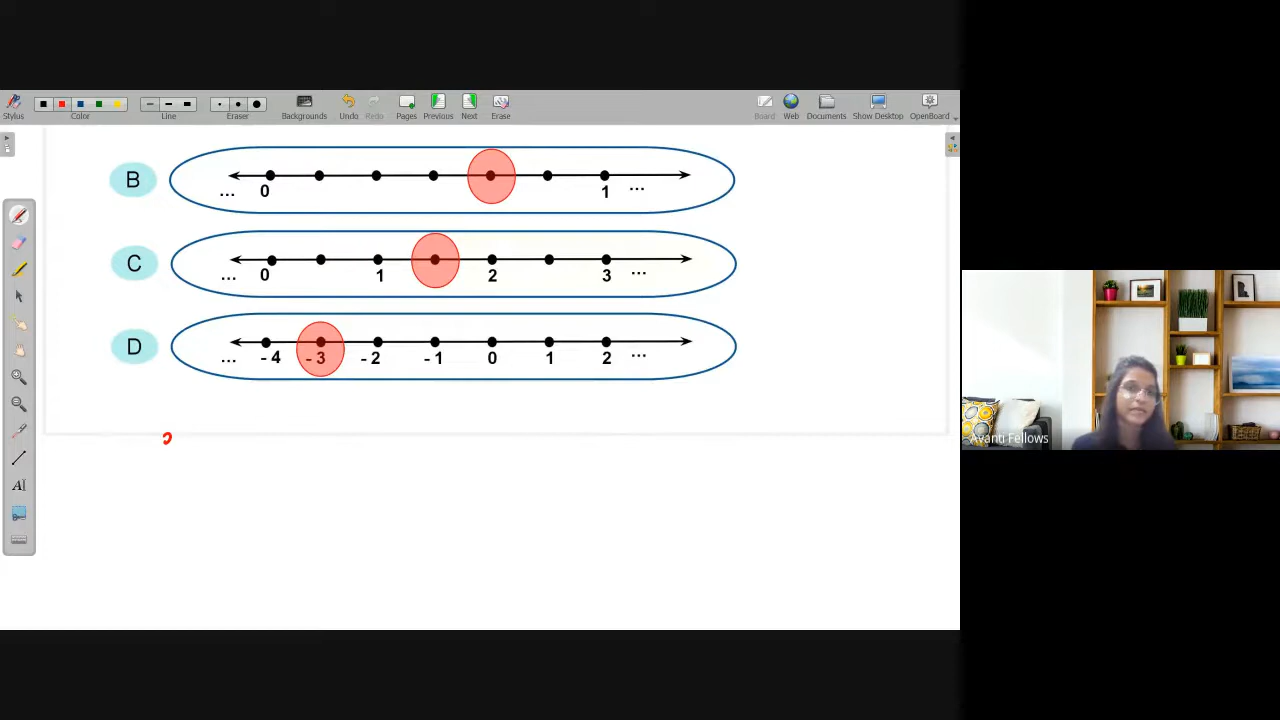 Stylus
Color
Line
Eraser
Backgrounds
Undo
Redo
Pages
Previous
Next
Erase
Board
Web
Documents
Show Desktop
OpenBoard
B
... 0 1 ...
C
... 0 1 2 3 ...
D
... -4 -3 -2 -1 0 1 2 ...
Avanti Fellows